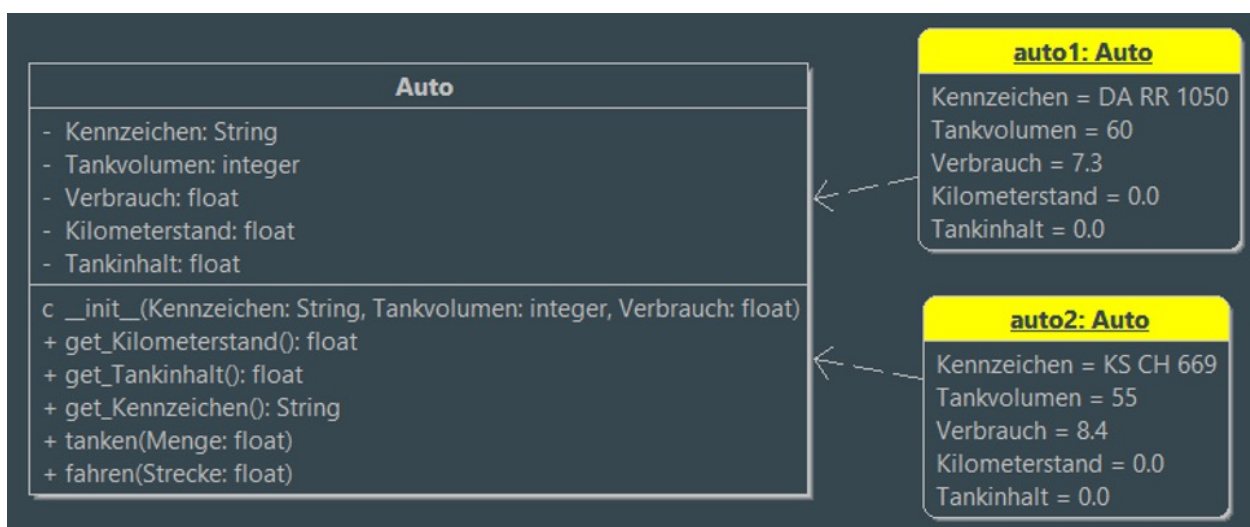 Auto
- Kennzeichen: String
- Tankvolumen: integer
- Verbrauch: float
- Kilometerstand: float
- Tankinhalt: float
c __init__(Kennzeichen: String, Tankvolumen: integer, Verbrauch: float)
+ get_Kilometerstand(): float
+ get_Tankinhalt(): float
+ get_Kennzeichen(): String
+ tanken(Menge: float)
+ fahren(Strecke: float)
auto1: Auto
Kennzeichen = DA RR 1050
Tankvolumen = 60
Verbrauch = 7.3
Kilometerstand = 0.0
Tankinhalt = 0.0
auto2: Auto
Kennzeichen = KS CH 669
Tankvolumen = 55
Verbrauch = 8.4
Kilometerstand = 0.0
Tankinhalt = 0.0